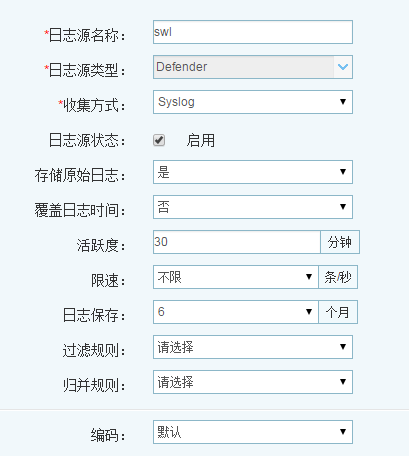 *日志源名称： swl
*日志源类型： Defender
*收集方式： Syslog
日志源状态： 启用
存储原始日志： 是
覆盖日志时间： 否
活跃度： 30 分钟
限速： 不限 条/秒
日志保存： 6 个月
过滤规则： 请选择
归并规则： 请选择
编码： 默认